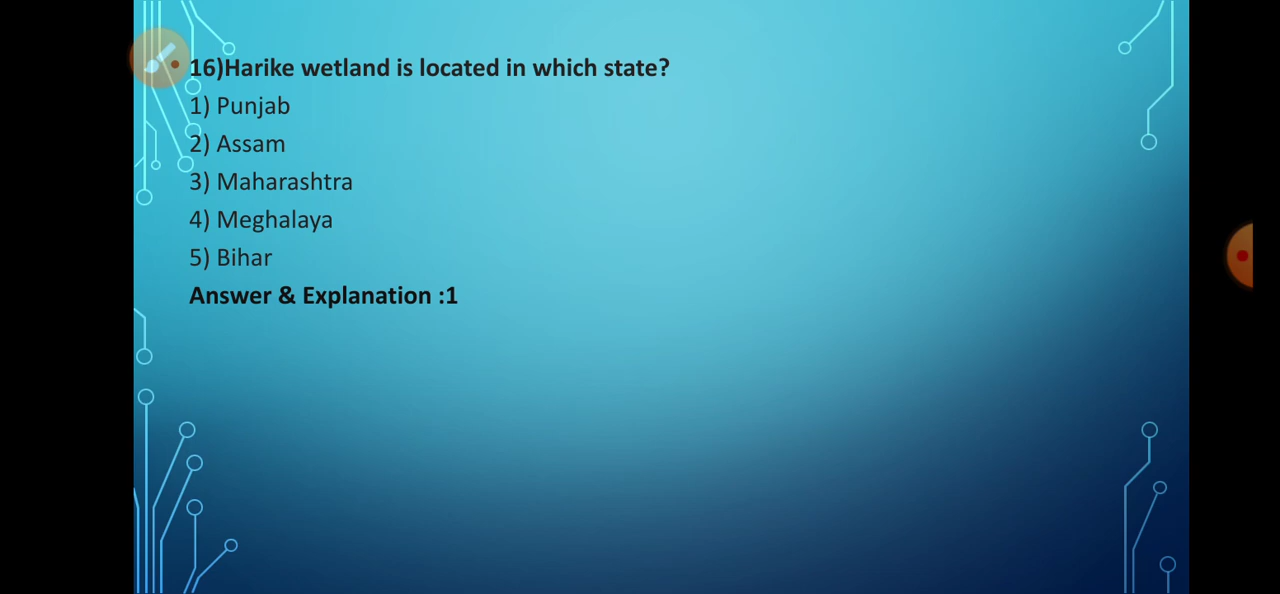 16)Harike wetland is located in which state?
1) Punjab
2) Assam
3) Maharashtra
4) Meghalaya
5) Bihar
Answer & Explanation :1